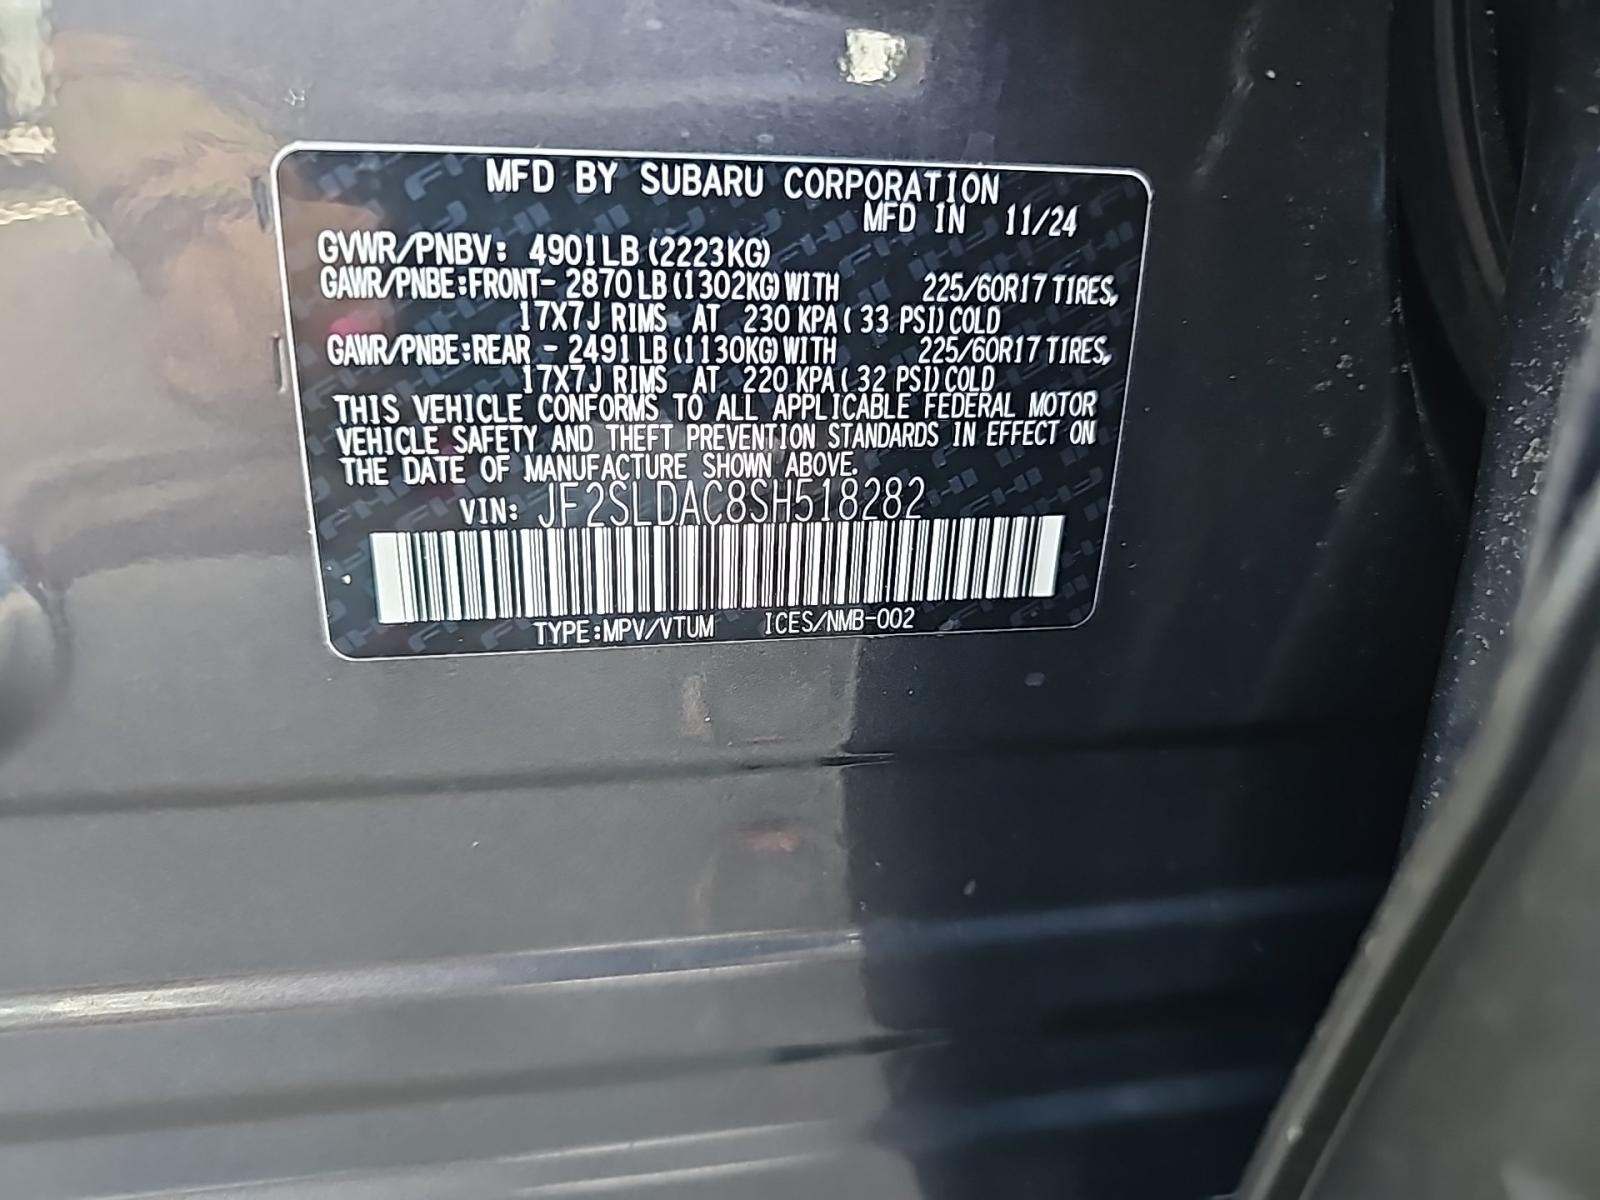 MFD BY SUBARU CORPORATION
MFD IN 11/24
GVWR/PNBV: 4901LB (2223KG)
GAWR/PNBE:FRONT- 2870 LB (1302KG) WITH 225/60R17 TIRES,
17X7J RIMS AT 230 KPA ( 33 PSI) COLD
GAWR/PNBE:REAR - 2491 LB (1130KG) WITH 225/60R17 TIRES,
17X7J RIMS AT 220 KPA ( 32 PSI) COLD
THIS VEHICLE CONFORMS TO ALL APPLICABLE FEDERAL MOTOR
VEHICLE SAFETY AND THEFT PREVENTION STANDARDS IN EFFECT ON
THE DATE OF MANUFACTURE SHOWN ABOVE.
VIN: JF2SLDAC8SH518282
TYPE:MPV/VTUM ICES/NMB-002